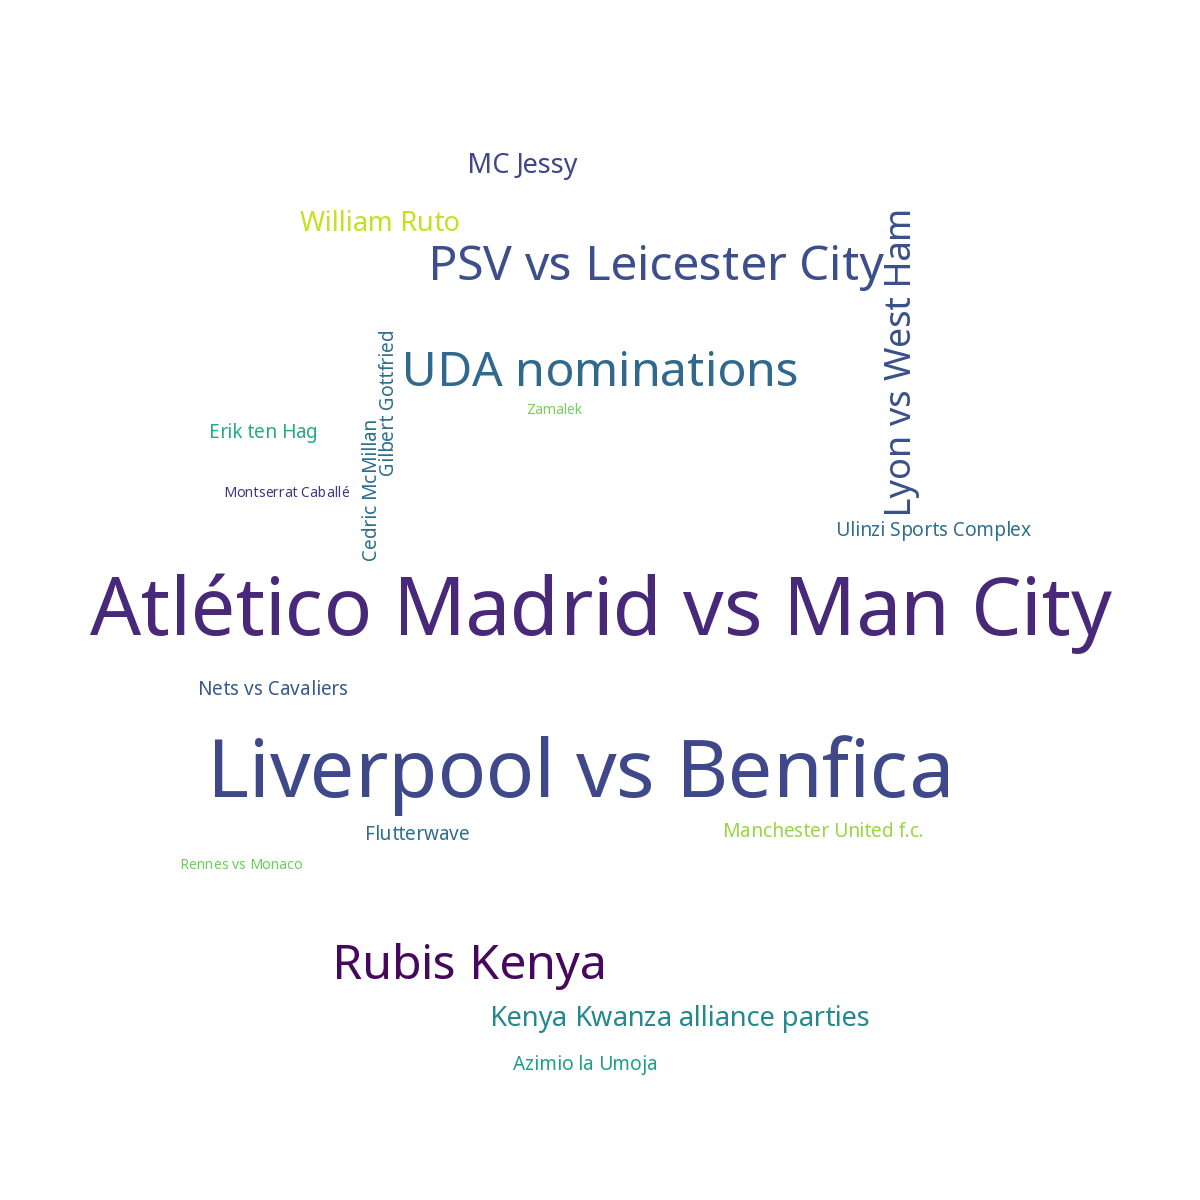 MC Jessy
William Ruto
PSV vs Leicester City
Lyon vs West Ham
Gilbert Gottfried
UDA nominations
Zamalek
Erik ten Hag
Cedric McMillan
Montserrat Caballé
Ulinzi Sports Complex
Atlético Madrid vs Man City
Nets vs Cavaliers
Liverpool vs Benfica
Flutterwave
Manchester United f.c.
Rennes vs Monaco
Rubis Kenya
Kenya Kwanza alliance parties
Azimio la Umoja